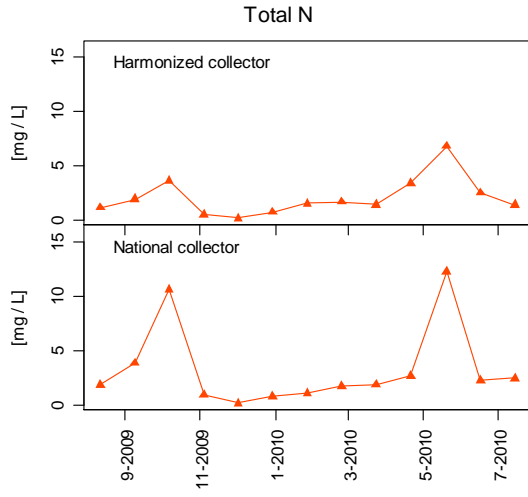 Total N
Harmonized collector
[mg / L]
15
10
5
0
National collector
[mg / L]
15
10
5
0
9-2009
11-2009
1-2010
3-2010
5-2010
7-2010